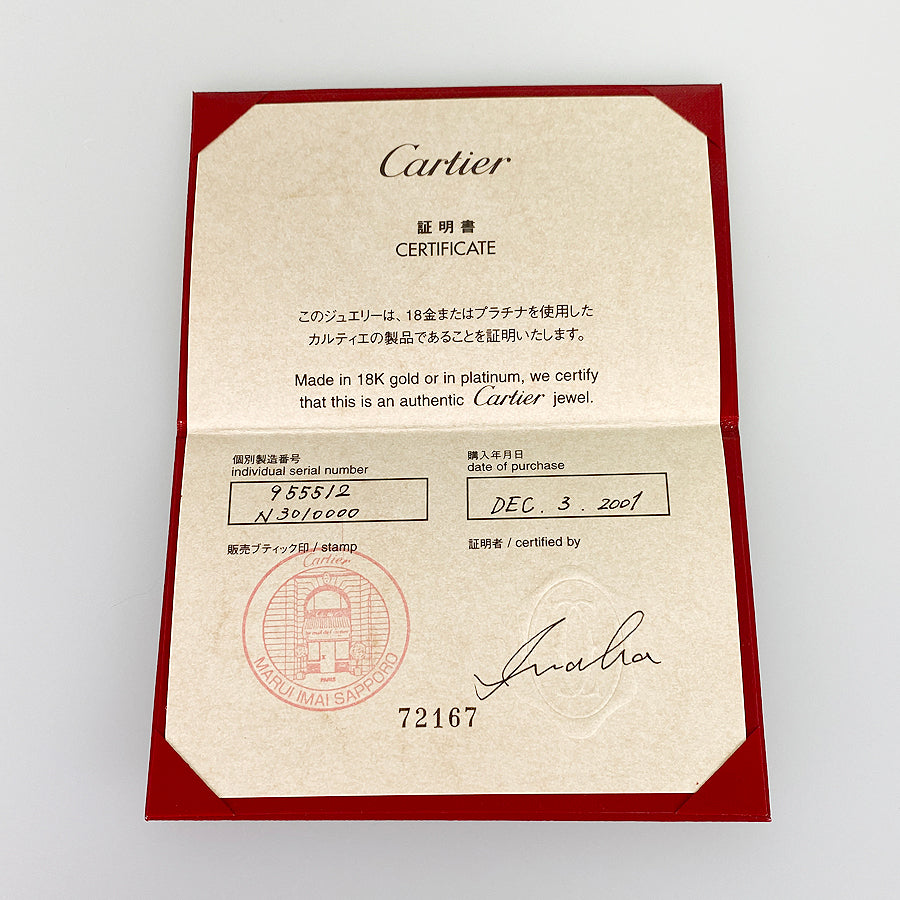 Cartier
証明書
CERTIFICATE
このジュエリーは、18金またはプラチナを使用した
カルティエの製品であることを証明いたします。
Made in 18K gold or in platinum, we certify
that this is an authentic Cartier jewel.
個別製造番号
individual serial number
955512
N3010000
購入年月日
date of purchase
DEC. 3. 2001
販売ブティック印 / stamp
Cartier
PARIS
MARUI IMAI SAPPORO
証明者 / certified by
72167